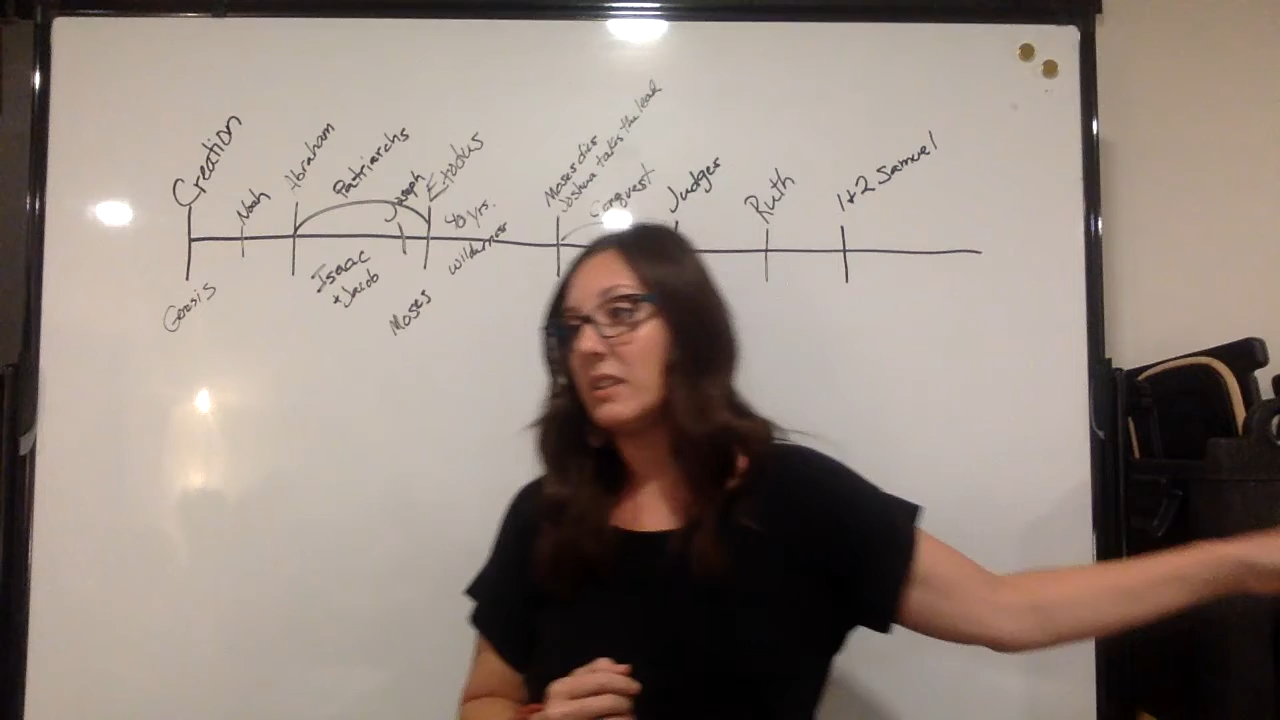 Creation
Noah
Abraham
Patriarchs
Joseph
Exodus
40 yrs.
Wilderness
Moses dies
Joshua takes the lead
Conquest
Judges
Ruth
1+2 Samuel
Genesis
Isaac
+ Jacob
Moses